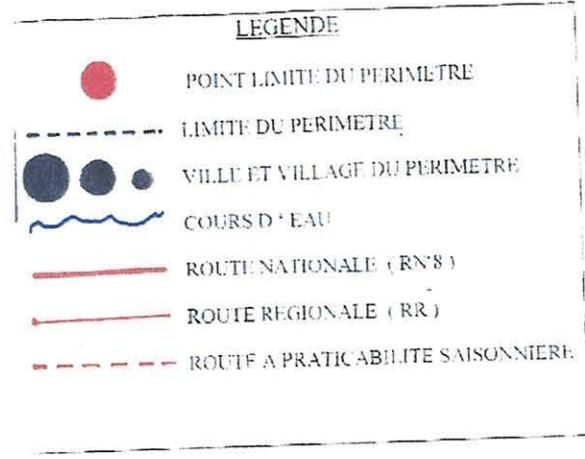 LEGENDE
POINT LIMITE DU PERIMETRE
LIMITE DU PERIMETRE
VILLE ET VILLAGE DU PERIMETRE
COURS D ' EAU
ROUTE NATIONALE ( RN°8 )
ROUTE REGIONALE ( RR )
ROUTE A PRATICABILITE SAISONNIERE